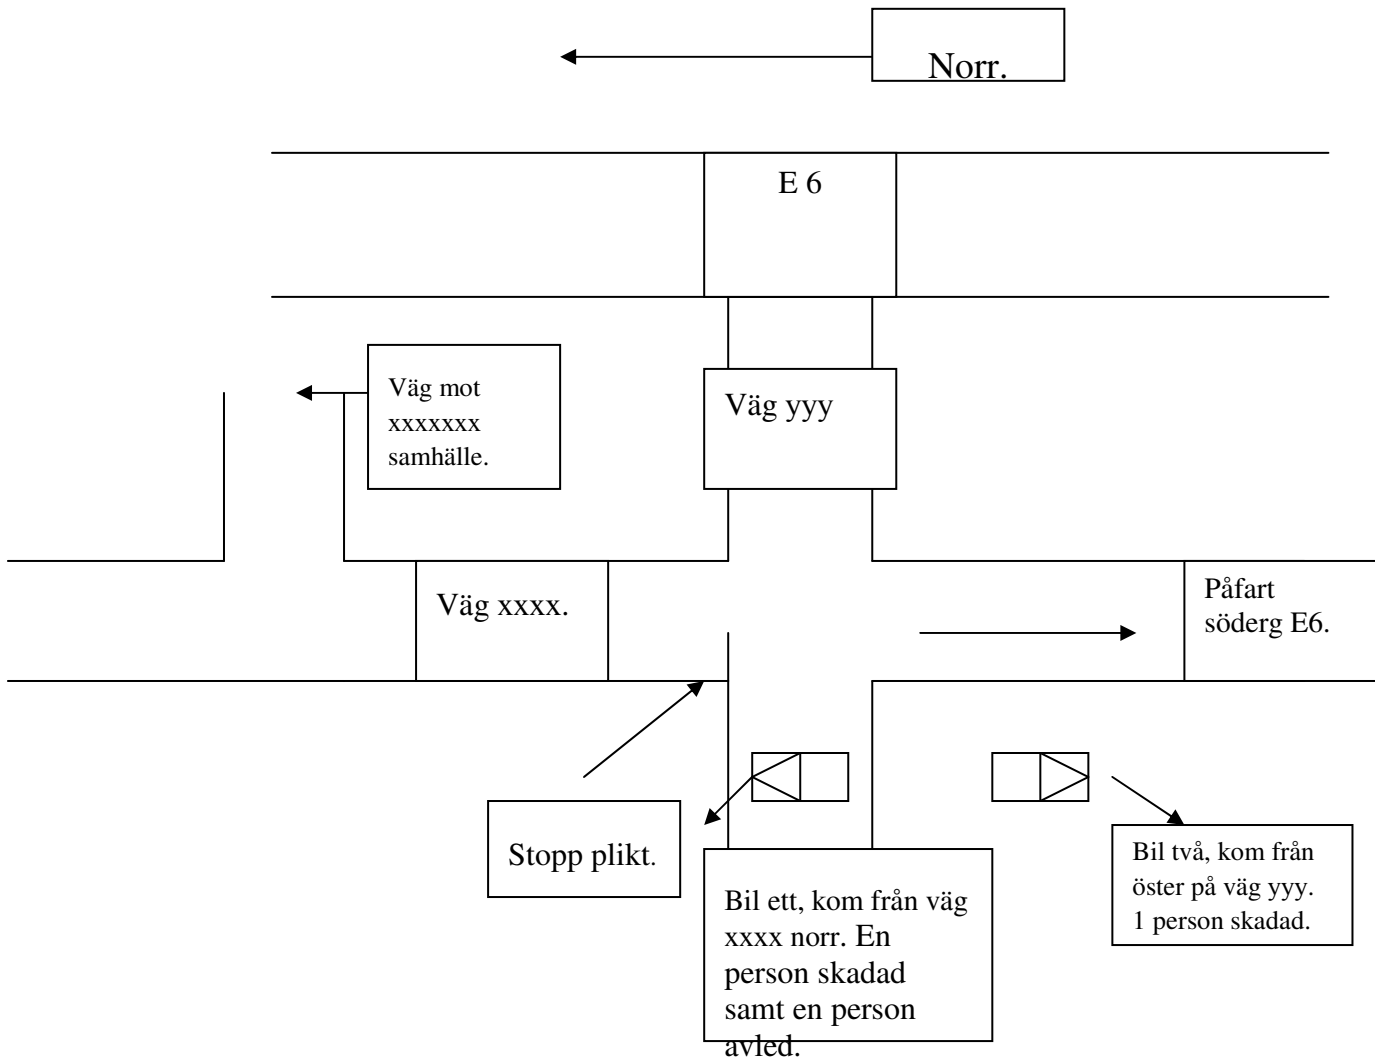 Norr.
E 6
Väg mot
xxxxxxx
samhälle.
Väg yyy
Väg xxxx.
Påfart
söderg E6.
Stopp plikt.
Bil ett, kom från väg
xxxx norr. En
person skadad
samt en person
avled.
Bil två, kom från
öster på väg yyy.
1 person skadad.